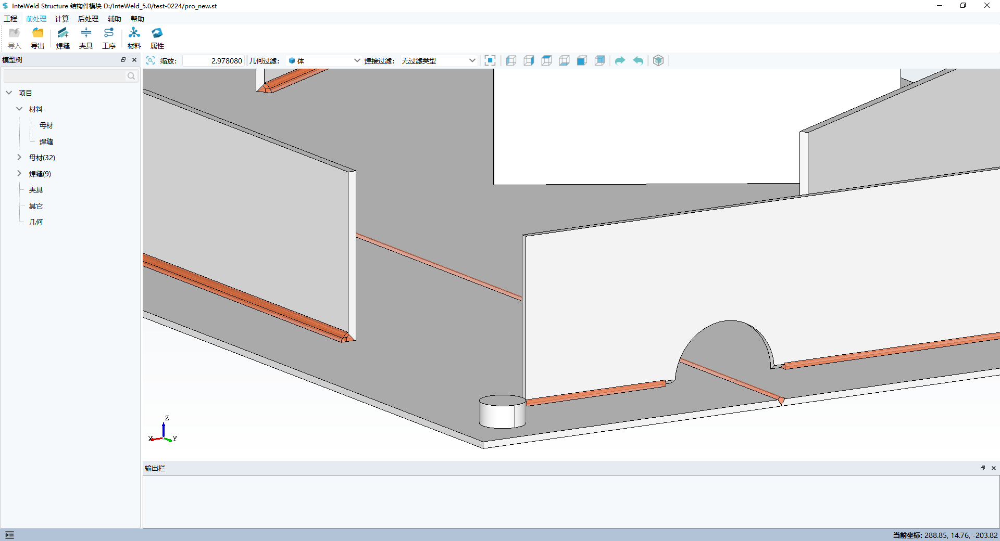 InteWeld Structure 结构件模块 D:/InteWeld_5.0/test-0224/pro_new.st
工程 前处理 计算 后处理 辅助 帮助
导入 导出 焊缝 夹具 工序 材料 属性
模型树
缩放: 2.978080 几何过滤: 体 焊接过滤: 无过滤类型
项目
材料
母材
焊缝
母材(32)
焊缝(9)
夹具
其它
几何
Z
X Y
输出栏
当前坐标: 288.85, 14.76, -203.82